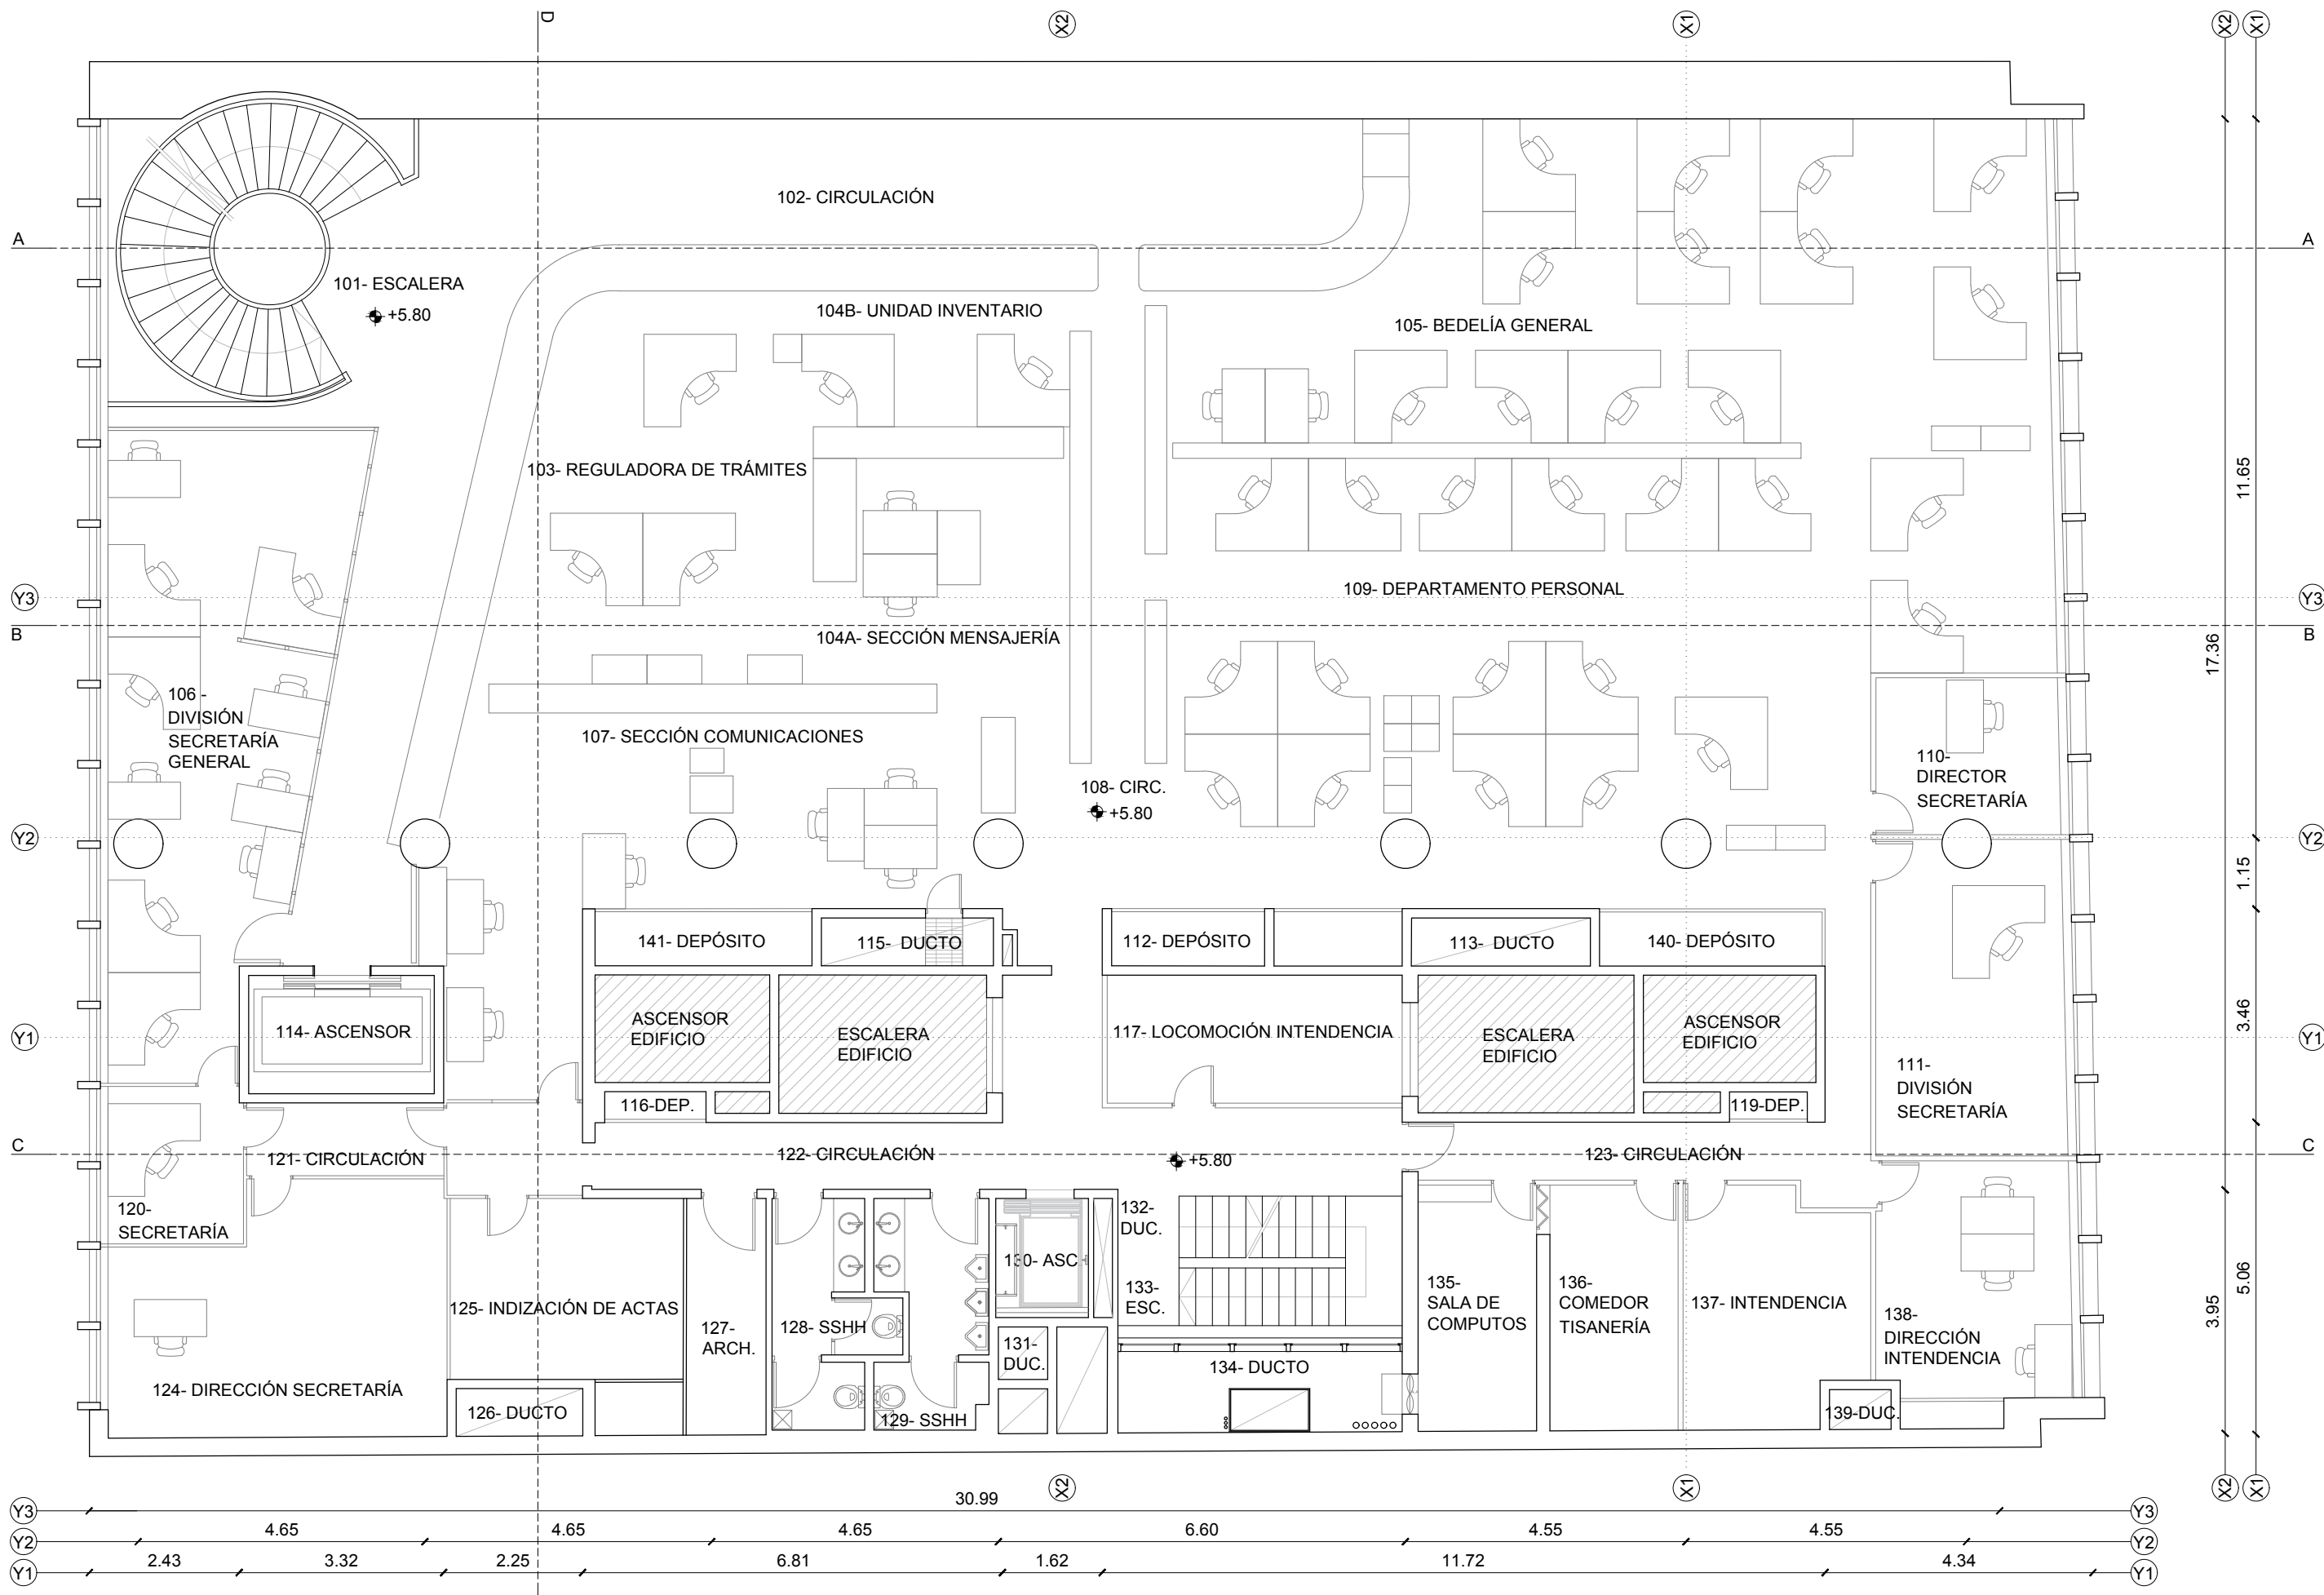 D
X2
X1
X2
X1
102- CIRCULACIÓN
A
A
101- ESCALERA
+5.80
104B- UNIDAD INVENTARIO
105- BEDELÍA GENERAL
103- REGULADORA DE TRÁMITES
11.65
109- DEPARTAMENTO PERSONAL
Y3
Y3
B
B
104A- SECCIÓN MENSAJERÍA
17.36
106 -
DIVISIÓN
SECRETARÍA
GENERAL
107- SECCIÓN COMUNICACIONES
110-
DIRECTOR
SECRETARÍA
108- CIRC.
+5.80
Y2
Y2
1.15
141- DEPÓSITO
115- DUCTO
112- DEPÓSITO
113- DUCTO
140- DEPÓSITO
3.46
Y1
Y1
114- ASCENSOR
ASCENSOR
EDIFICIO
ESCALERA
EDIFICIO
117- LOCOMOCIÓN INTENDENCIA
ESCALERA
EDIFICIO
ASCENSOR
EDIFICIO
111-
DIVISIÓN
SECRETARÍA
116-DEP.
119-DEP.
C
C
121- CIRCULACIÓN
122- CIRCULACIÓN
+5.80
123- CIRCULACIÓN
120-
SECRETARÍA
132-
DUC.
130- ASC.
133-
ESC.
135-
SALA DE
COMPUTOS
136-
COMEDOR
TISANERÍA
137- INTENDENCIA
138-
DIRECCIÓN
INTENDENCIA
5.06
3.95
125- INDIZACIÓN DE ACTAS
127-
ARCH.
128- SSHH
131-
DUC.
134- DUCTO
124- DIRECCIÓN SECRETARÍA
126- DUCTO
129- SSHH
139-DUC.
X2
X1
X2
X1
Y3
30.99
Y3
Y2
4.65
4.65
4.65
6.60
4.55
4.55
Y2
Y1
2.43
3.32
2.25
6.81
1.62
11.72
4.34
Y1